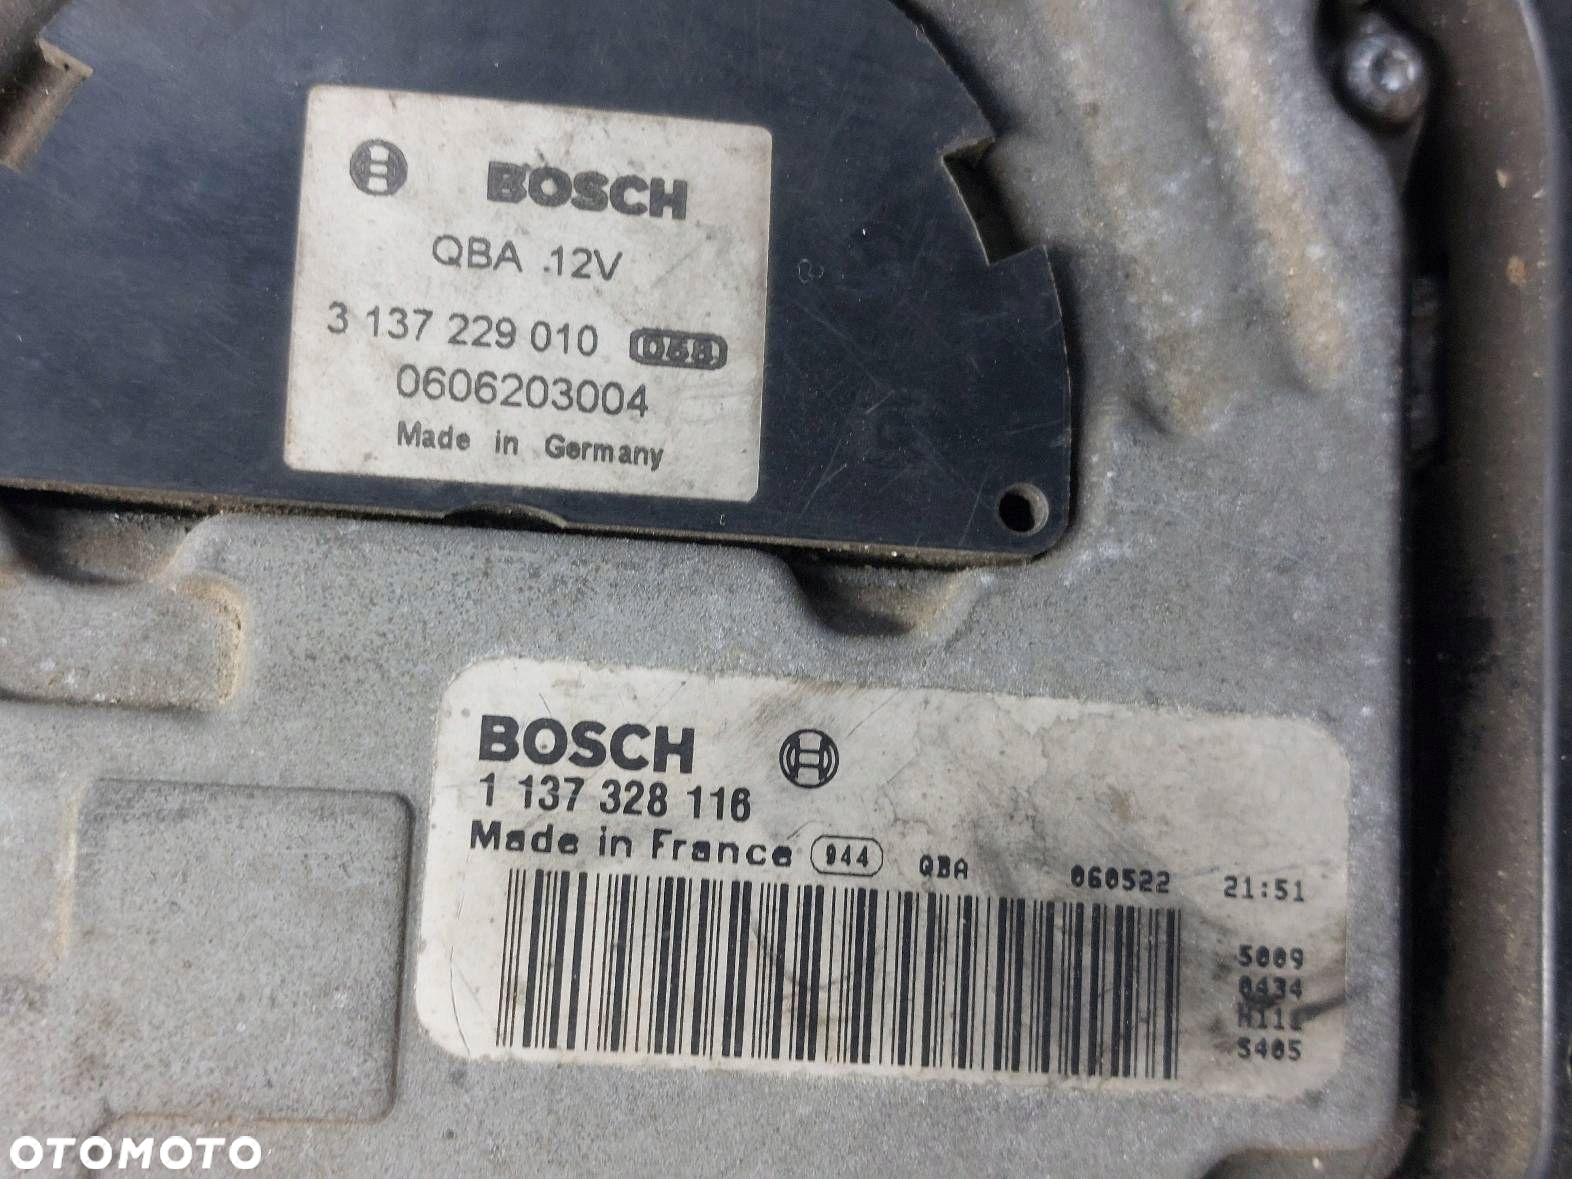 BOSCH
QBA .12V
3 137 229 010
0606203004
Made in Germany
BOSCH
1 137 328 116
Made in France 944 QBA 060522 21:51
5009
0434
5405
OTOMOTO